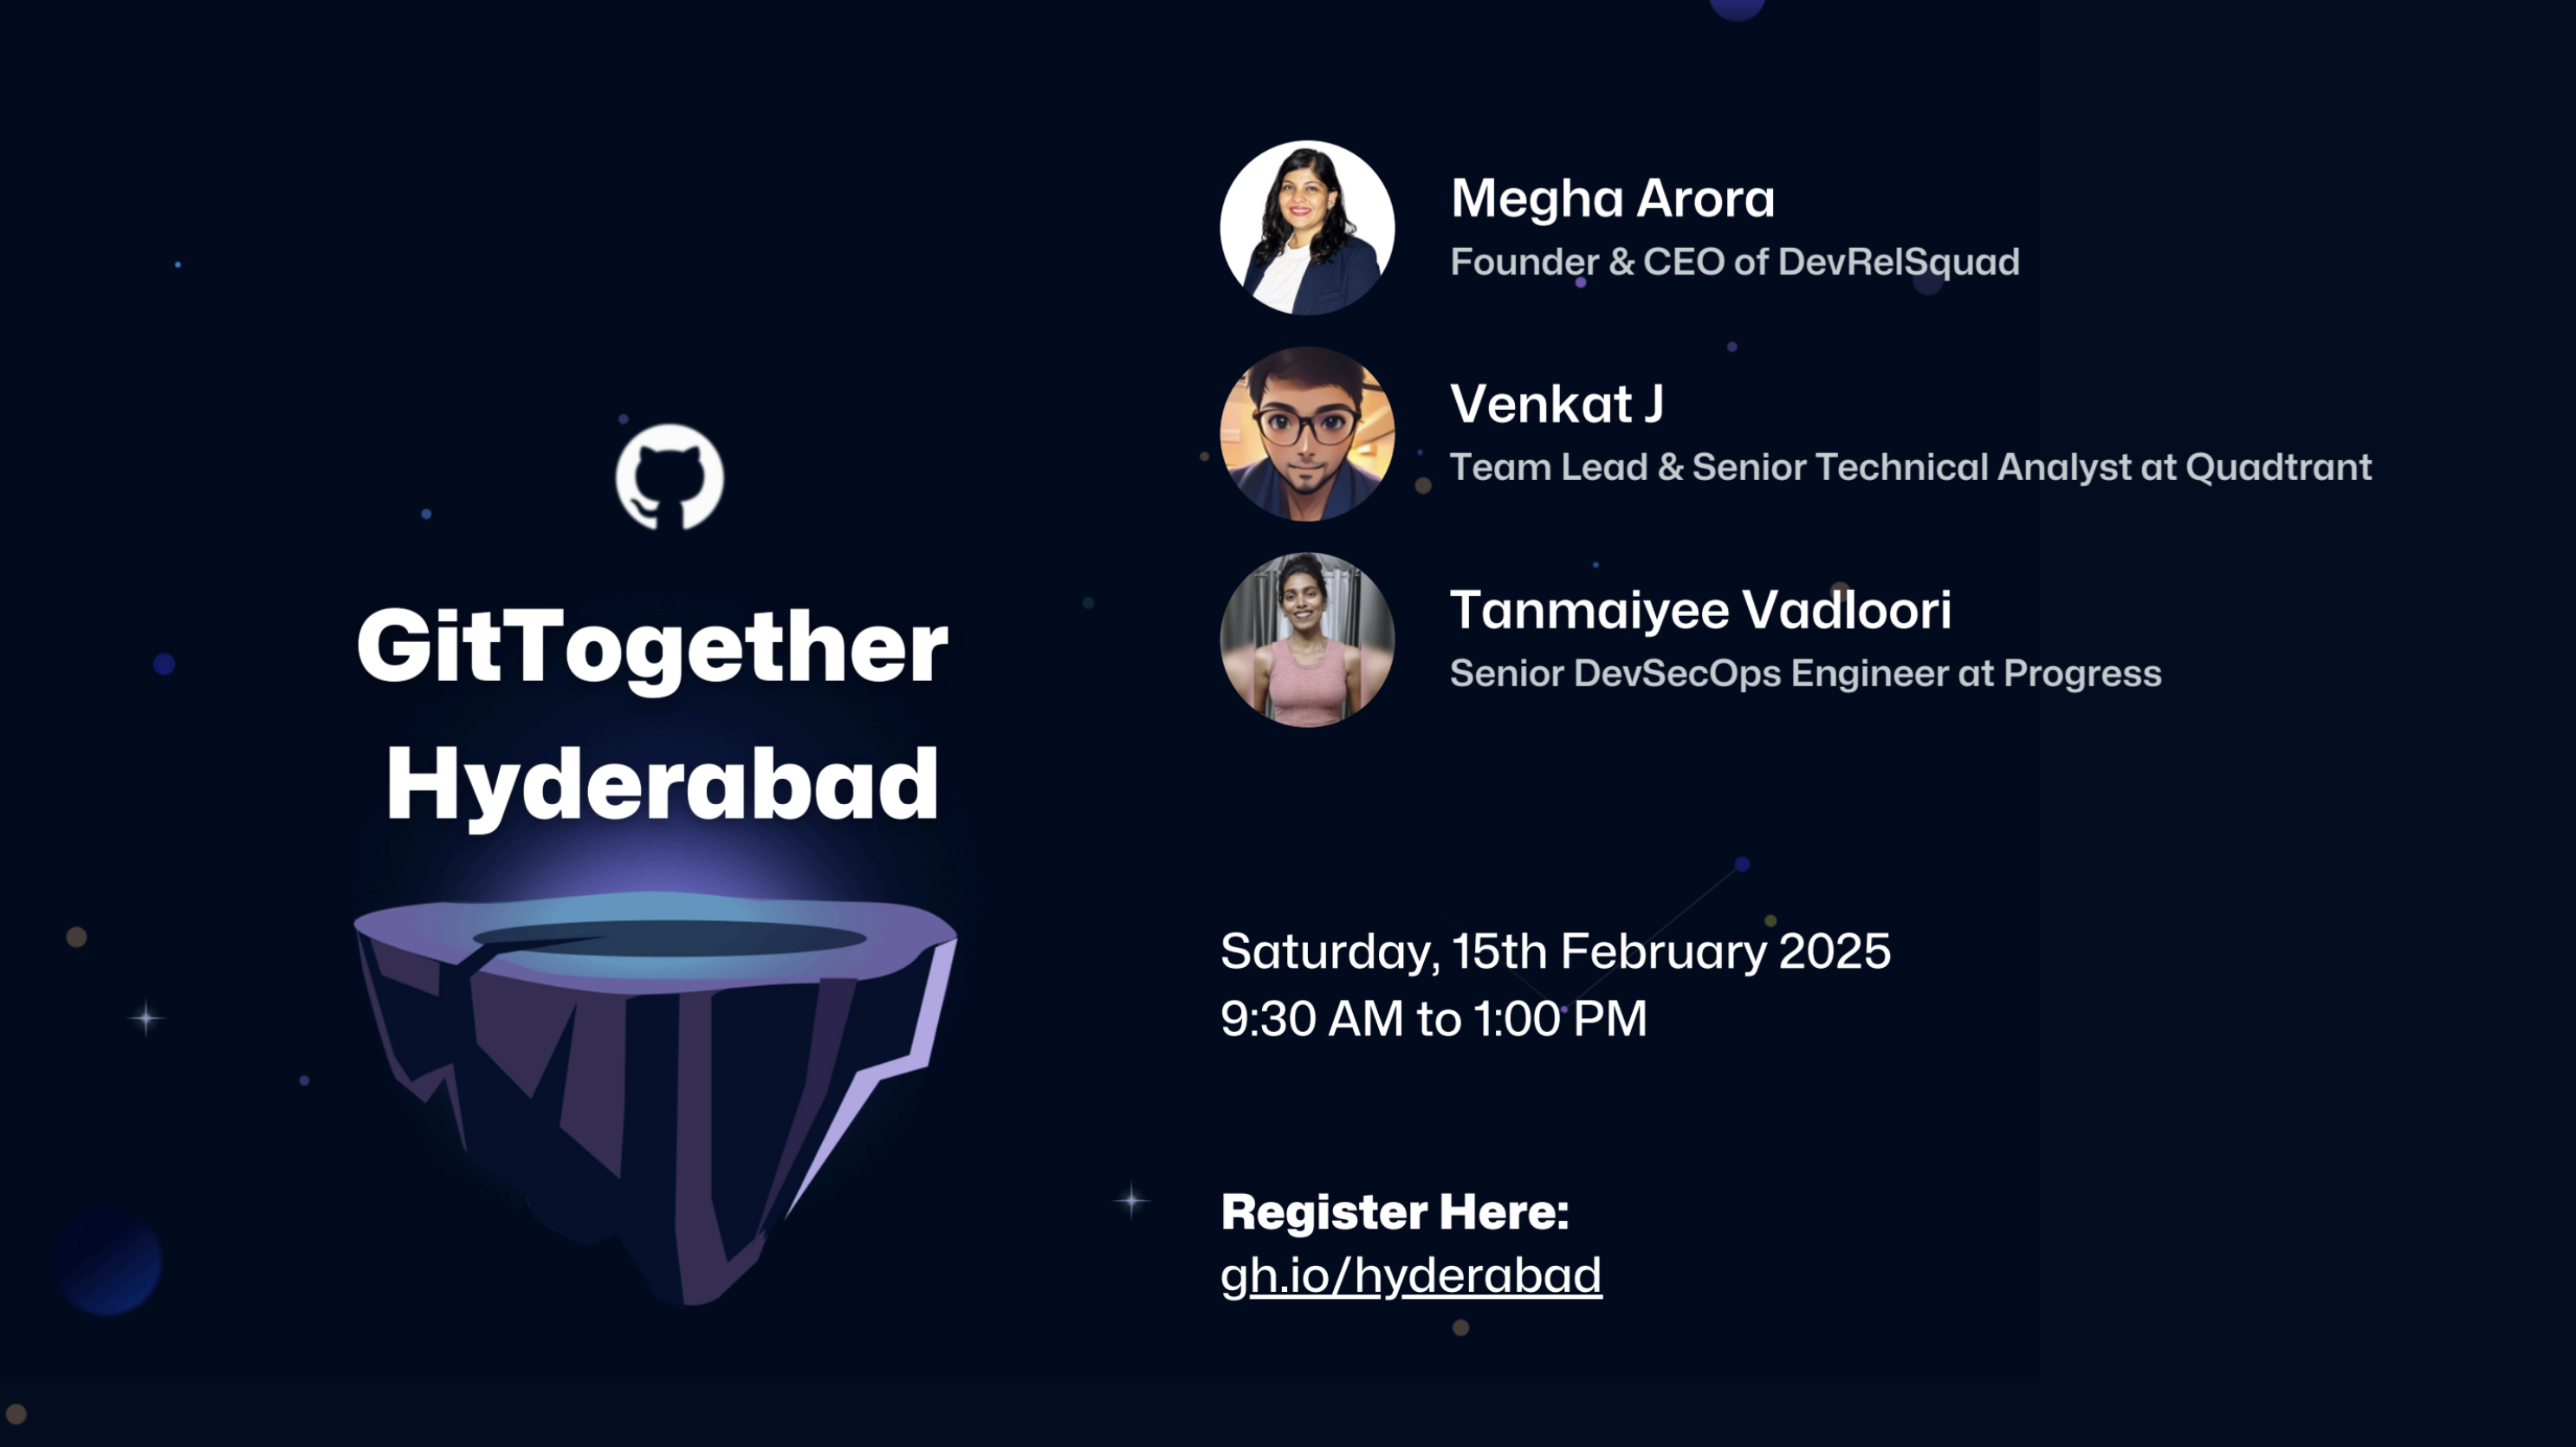 GitTogether
Hyderabad
Megha Arora
Founder & CEO of DevRelSquad
Venkat J
Team Lead & Senior Technical Analyst at Quadtrant
Tanmaiyee Vadloori
Senior DevSecOps Engineer at Progress
Saturday, 15th February 2025
9:30 AM to 1:00 PM
Register Here:
gh.io/hyderabad